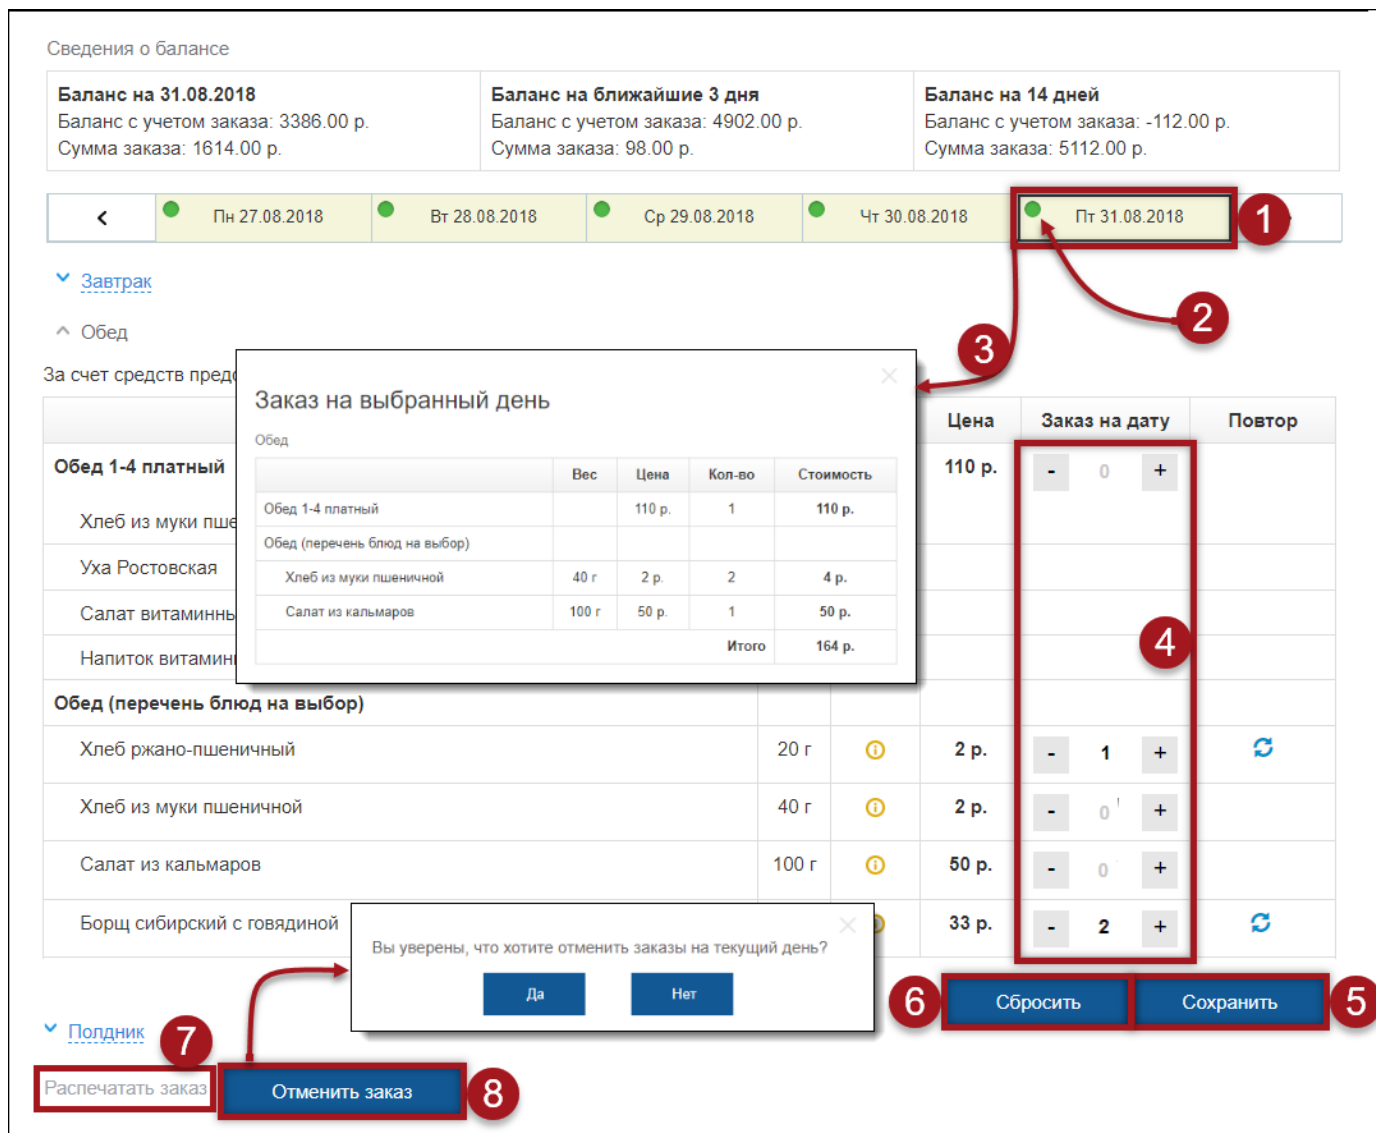 Сведения о балансе
Баланс на 31.08.2018
Баланс с учетом заказа: 3386.00 р.
Сумма заказа: 1614.00 р.
Баланс на ближайшие 3 дня
Баланс с учетом заказа: 4902.00 р.
Сумма заказа: 98.00 р.
Баланс на 14 дней
Баланс с учетом заказа: -112.00 р.
Сумма заказа: 5112.00 р.
Пн 27.08.2018 Вт 28.08.2018 Ср 29.08.2018 Чт 30.08.2018 Пт 31.08.2018 1
Завтрак
2
Обед
3
За счет средств
Заказ на выбранный день
Обед
Вес Цена Кол-во Стоимость
Обед 1-4 платный 110 р. 1 110 р.
Обед (перечень блюд на выбор)
Хлеб из муки пшеничной 40 г 2 р. 2 4 р.
Салат из кальмаров 100 г 50 р. 1 50 р.
Итого 164 р.
Цена Заказ на дату Повтор
Обед 1-4 платный 110 р. - 0 +
Хлеб из муки
Уха Ростовская
Салат
4
Напиток
Обед (перечень блюд на выбор)
Хлеб ржано-пшеничный 20 г 2 р. - 1 +
Хлеб из муки пшеничной 40 г 2 р. - 0 +
Салат из кальмаров 100 г 50 р. - 0 +
Борщ сибирский с говядиной 33 р. - 2 +
Вы уверены, что хотите отменить заказы на текущий день?
Да Нет
6 Сбросить Сохранить 5
Полдник
7
Распечатать заказ Отменить заказ 8